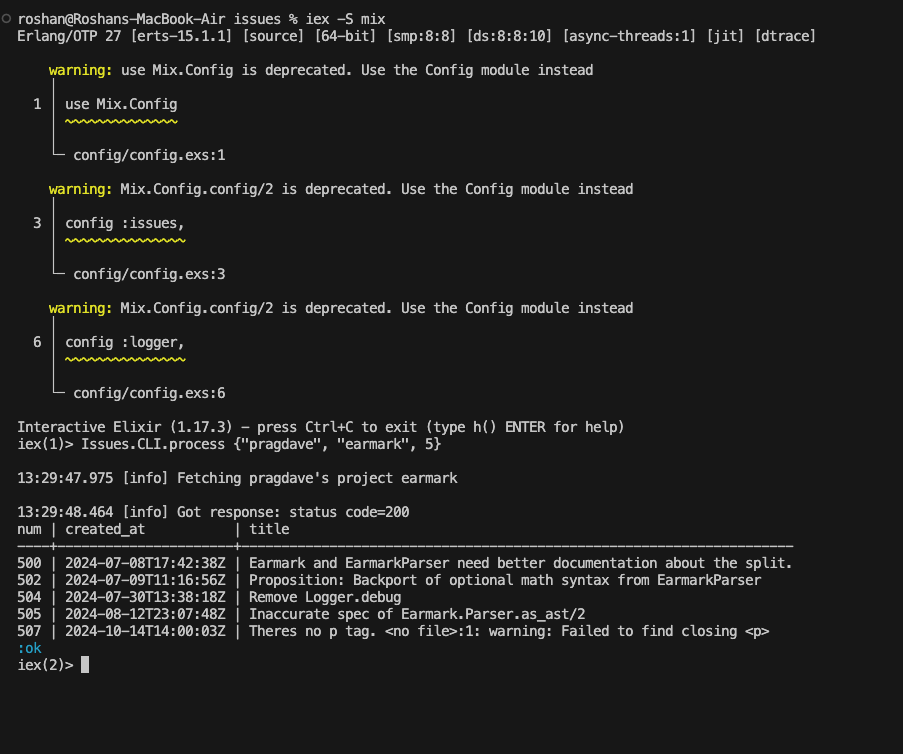 roshan@Roshans-MacBook-Air issues % iex -S mix
Erlang/OTP 27 [erts-15.1.1] [source] [64-bit] [smp:8:8] [ds:8:8:10] [async-threads:1] [jit] [dtrace]
warning: use Mix.Config is deprecated. Use the Config module instead
1 │ use Mix.Config
│ ~~~~~~~~~~~~~~
└─ config/config.exs:1
warning: Mix.Config.config/2 is deprecated. Use the Config module instead
3 │ config :issues,
│ ~~~~~~~~~~~~~~~
└─ config/config.exs:3
warning: Mix.Config.config/2 is deprecated. Use the Config module instead
6 │ config :logger,
│ ~~~~~~~~~~~~~~~
└─ config/config.exs:6
Interactive Elixir (1.17.3) - press Ctrl+C to exit (type h() ENTER for help)
iex(1)> Issues.CLI.process {"pragdave", "earmark", 5}
13:29:47.975 [info] Fetching pragdave's project earmark
13:29:48.464 [info] Got response: status code=200
num | created_at | title
----+----------------------+---------------------------------------------------------------------
500 | 2024-07-08T17:42:38Z | Earmark and EarmarkParser need better documentation about the split.
502 | 2024-07-09T11:16:56Z | Proposition: Backport of optional math syntax from EarmarkParser
504 | 2024-07-30T13:38:18Z | Remove Logger.debug
505 | 2024-08-12T23:07:48Z | Inaccurate spec of Earmark.Parser.as_ast/2
507 | 2024-10-14T14:00:03Z | Theres no p tag. <no file>:1: warning: Failed to find closing <p>
:ok
iex(2)>